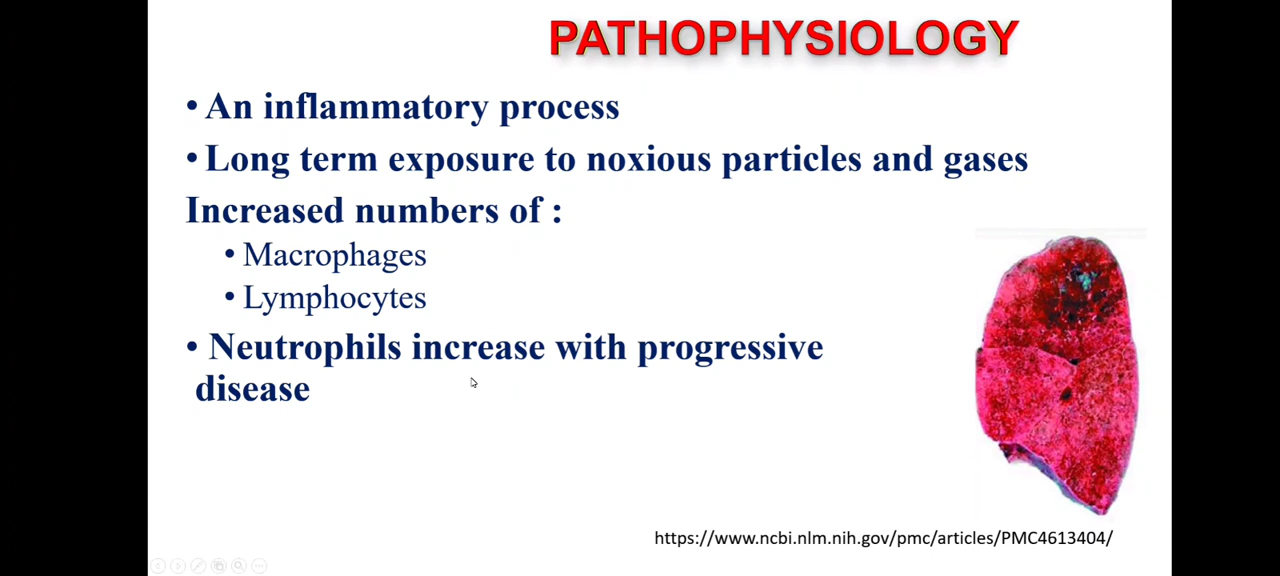 PATHOPHYSIOLOGY
• An inflammatory process
• Long term exposure to noxious particles and gases
Increased numbers of :
• Macrophages
• Lymphocytes
• Neutrophils increase with progressive
disease
https://www.ncbi.nlm.nih.gov/pmc/articles/PMC4613404/